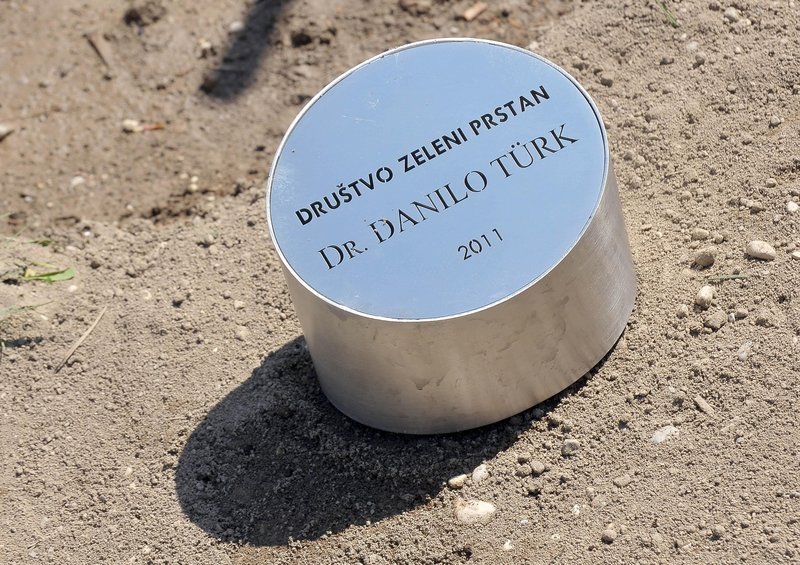 DRUŠTVO ZELENI PRSTAN
DR. DANILO TÜRK
2011